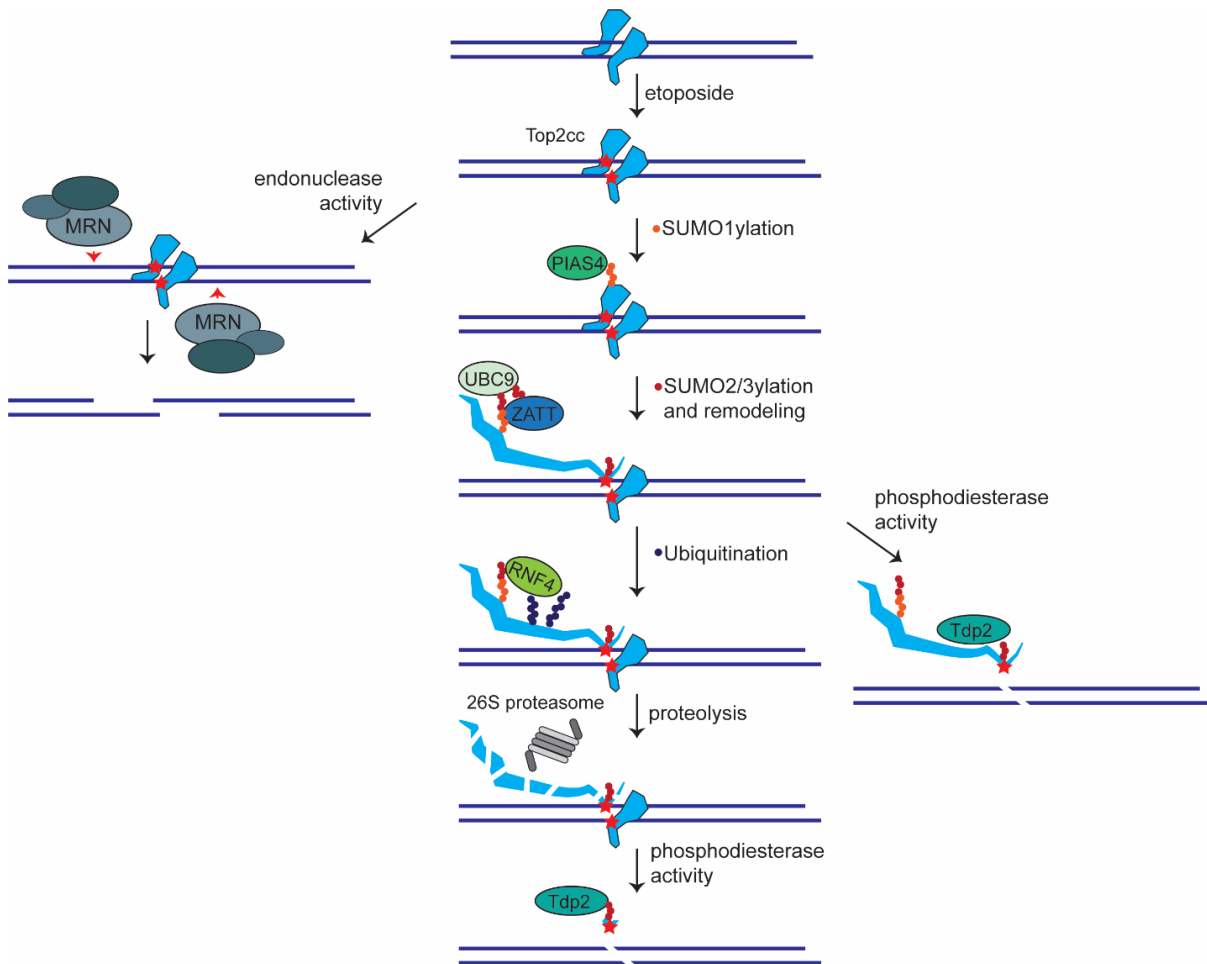 etoposide
Top2cc
endonuclease
activity
MRN
MRN
SUMO1ylation
PIAS4
UBC9
ZATT
SUMO2/3ylation
and remodeling
phosphodiesterase
activity
Ubiquitination
RNF4
Tdp2
26S proteasome
proteolysis
phosphodiesterase
activity
Tdp2